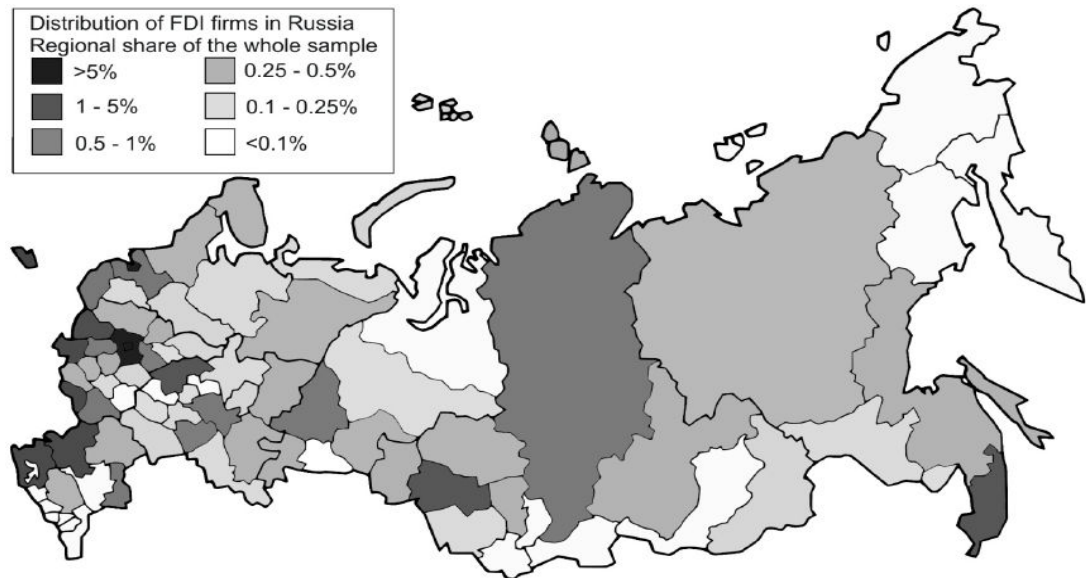 Distribution of FDI firms in Russia
Regional share of the whole sample
>5%
0.25 - 0.5%
1 - 5%
0.1 - 0.25%
0.5 - 1%
<0.1%